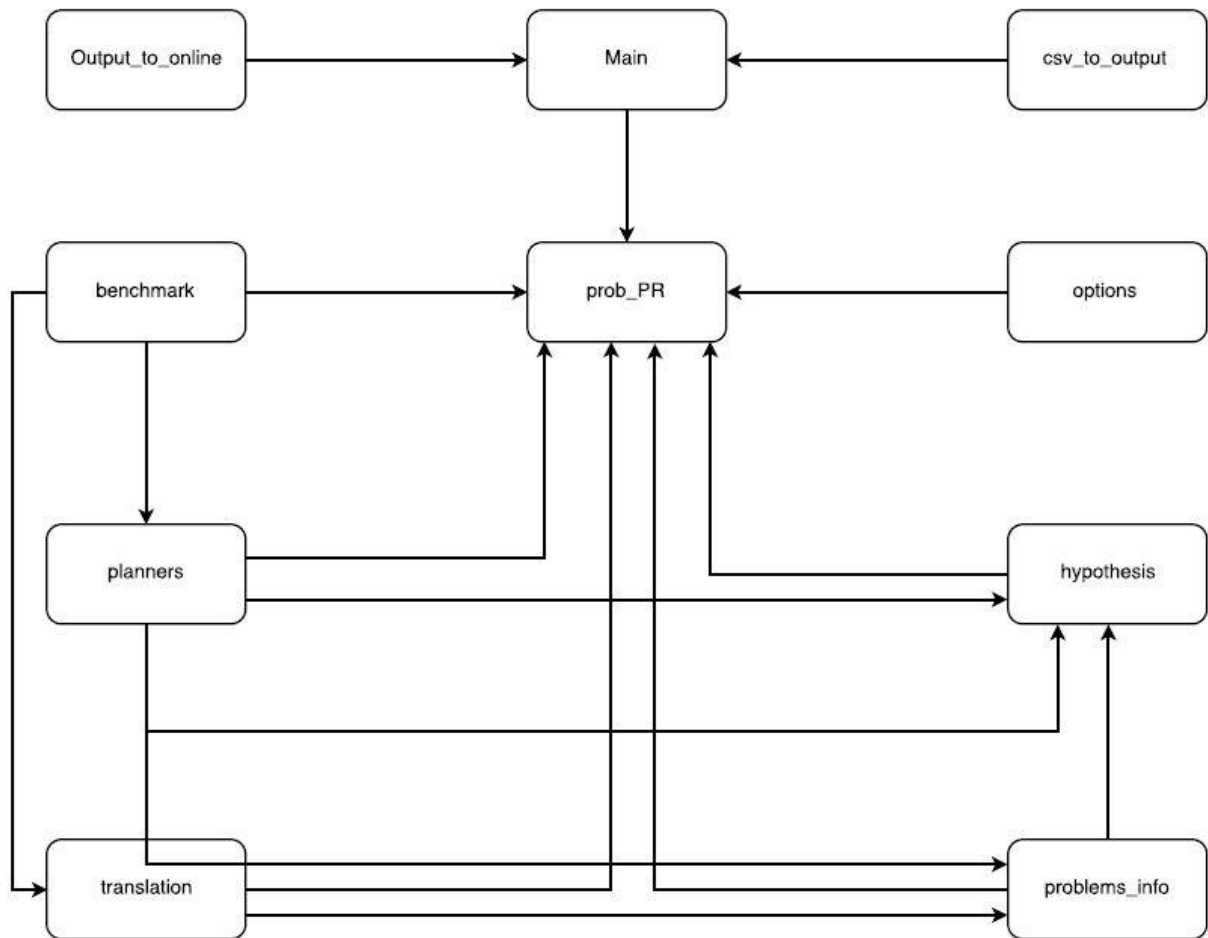 Output_to_online
Main
csv_to_output
benchmark
prob_PR
options
planners
hypothesis
translation
problems_info